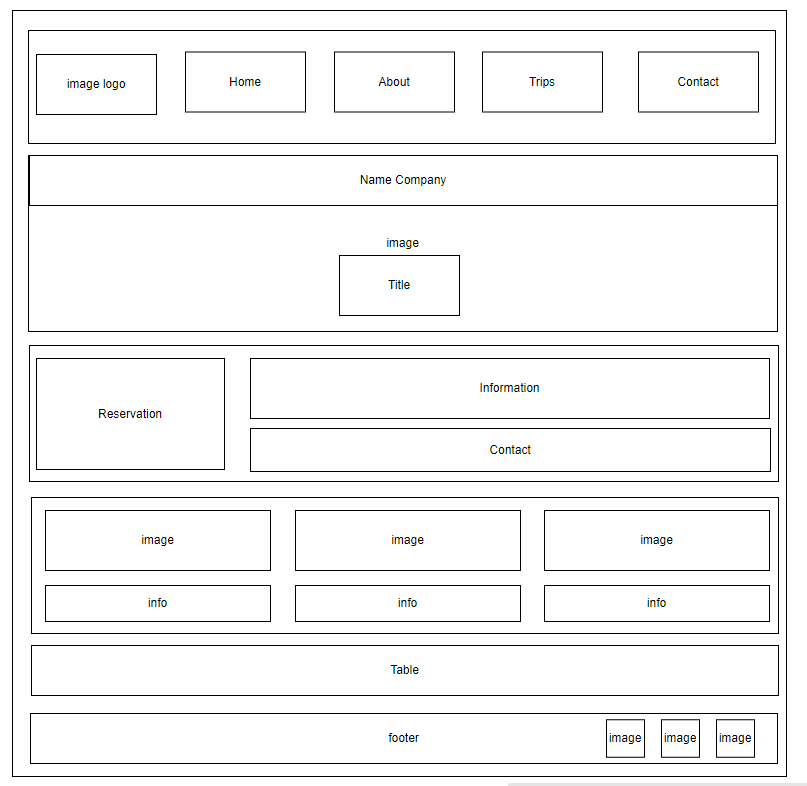 image logo
Home
About
Trips
Contact
Name Company
image
Title
Reservation
Information
Contact
image
image
image
info
info
info
Table
footer
image
image
image